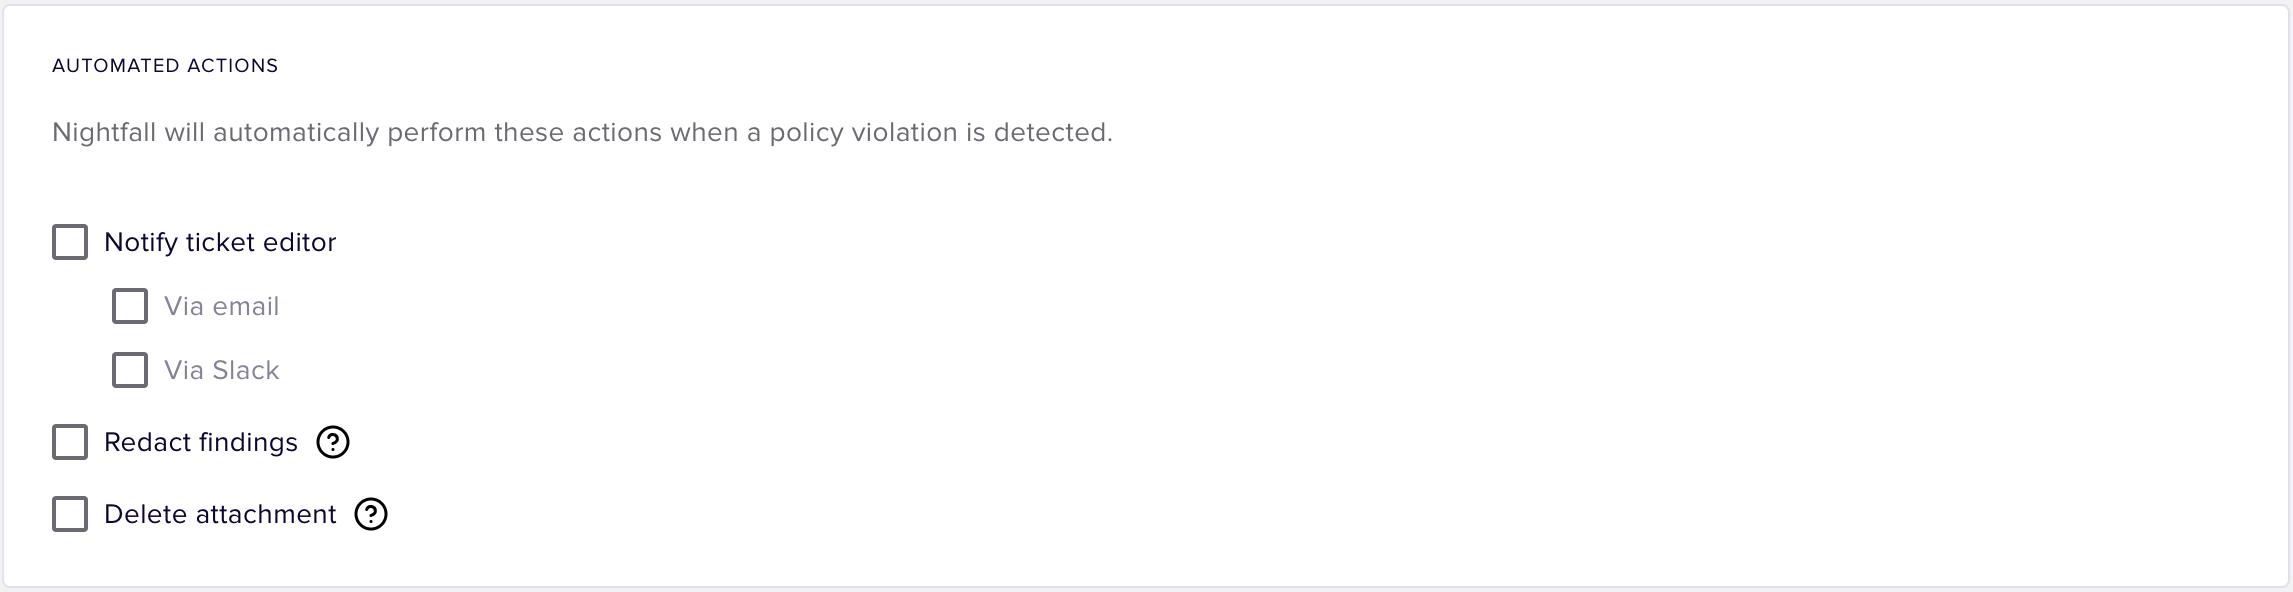 AUTOMATED ACTIONS
Nightfall will automatically perform these actions when a policy violation is detected.
Notify ticket editor
Via email
Via Slack
Redact findings ?
Delete attachment ?